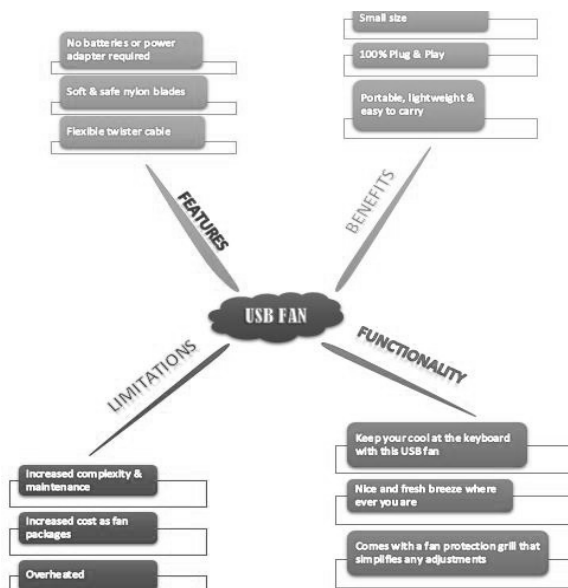 No batteries or power
adapter required
Soft & safe nylon blades
Flexible twister cable
FEATURES
Small size
100% Plug & Play
Portable, lightweight &
easy to carry
BENEFITS
USB FAN
LIMITATIONS
Increased complexity &
maintenance
Increased cost as fan
packages
Overheated
FUNCTIONALITY
Keep your cool at the keyboard
with this USB fan
Nice and fresh breeze where
ever you are
Comes with a fan protection grill that
simplifies any adjustments